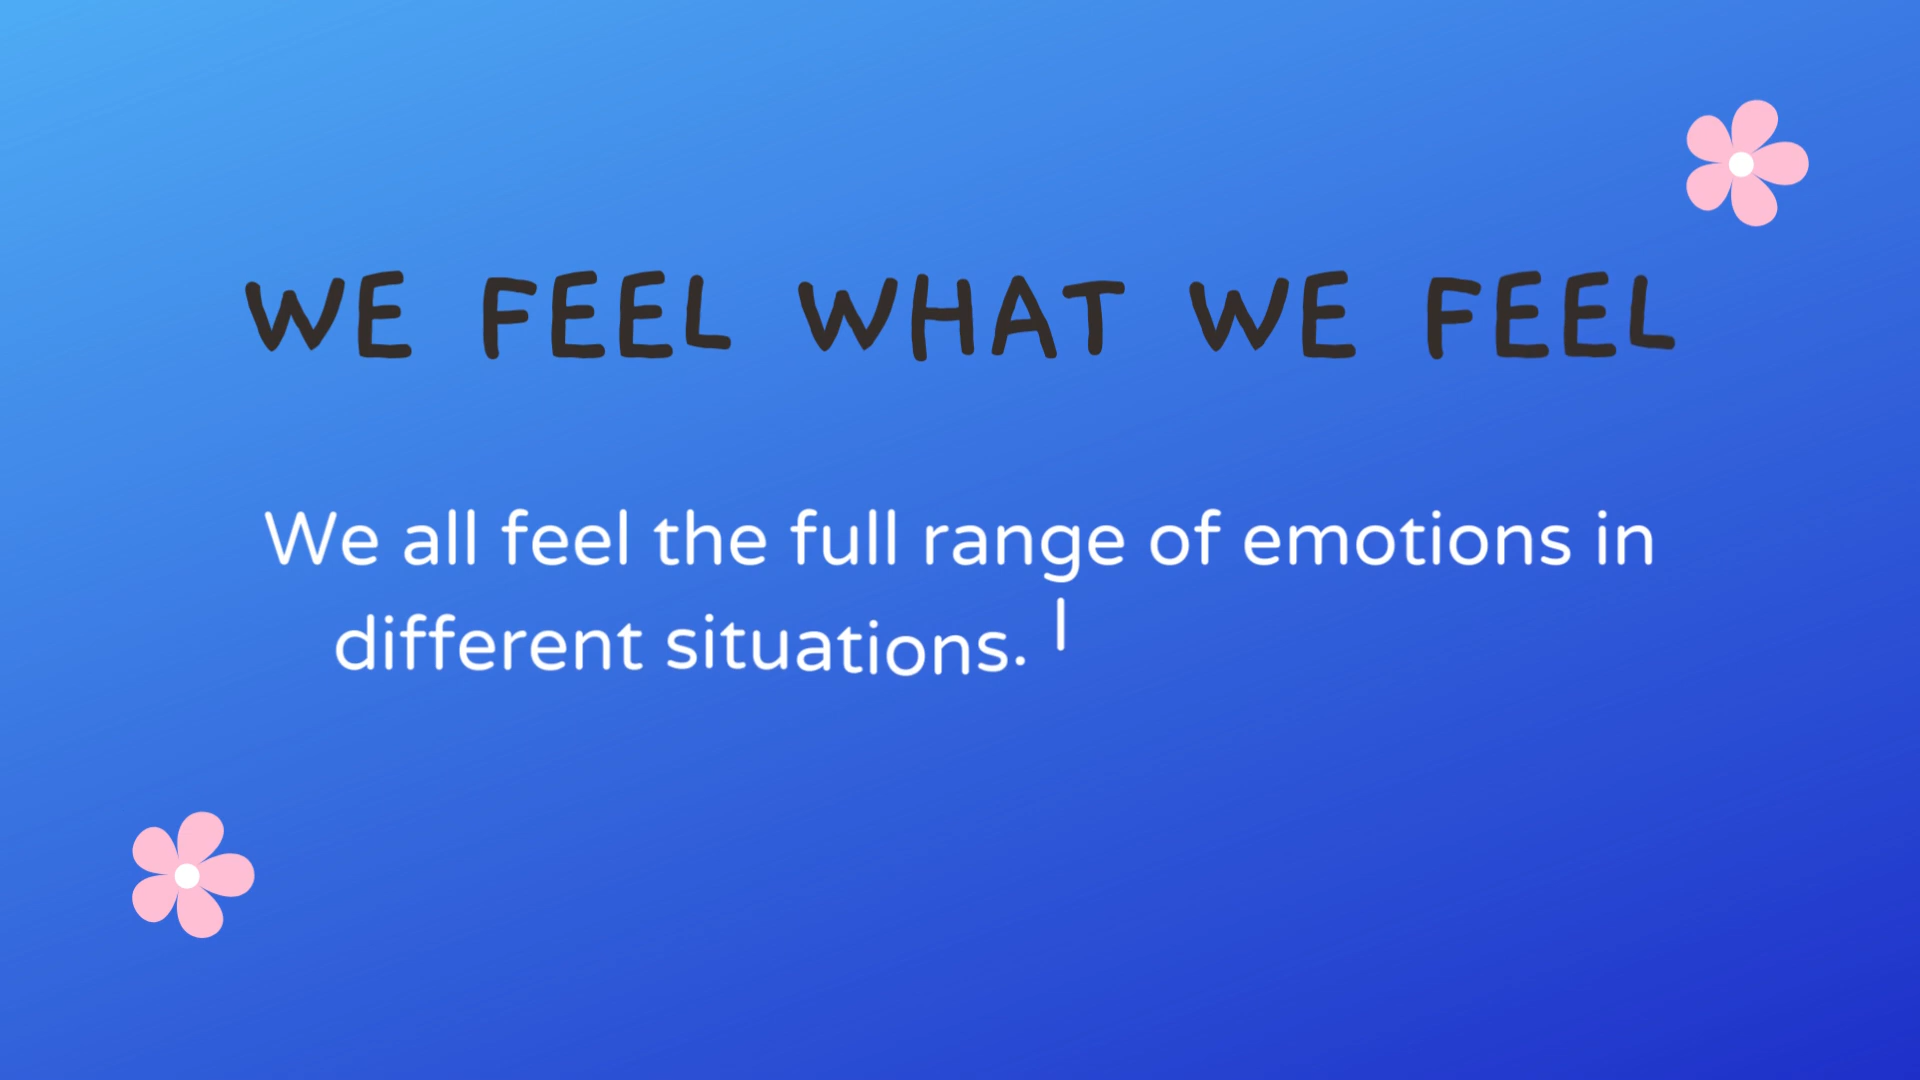 WE FEEL WHAT WE FEEL
We all feel the full range of emotions in
different situations.